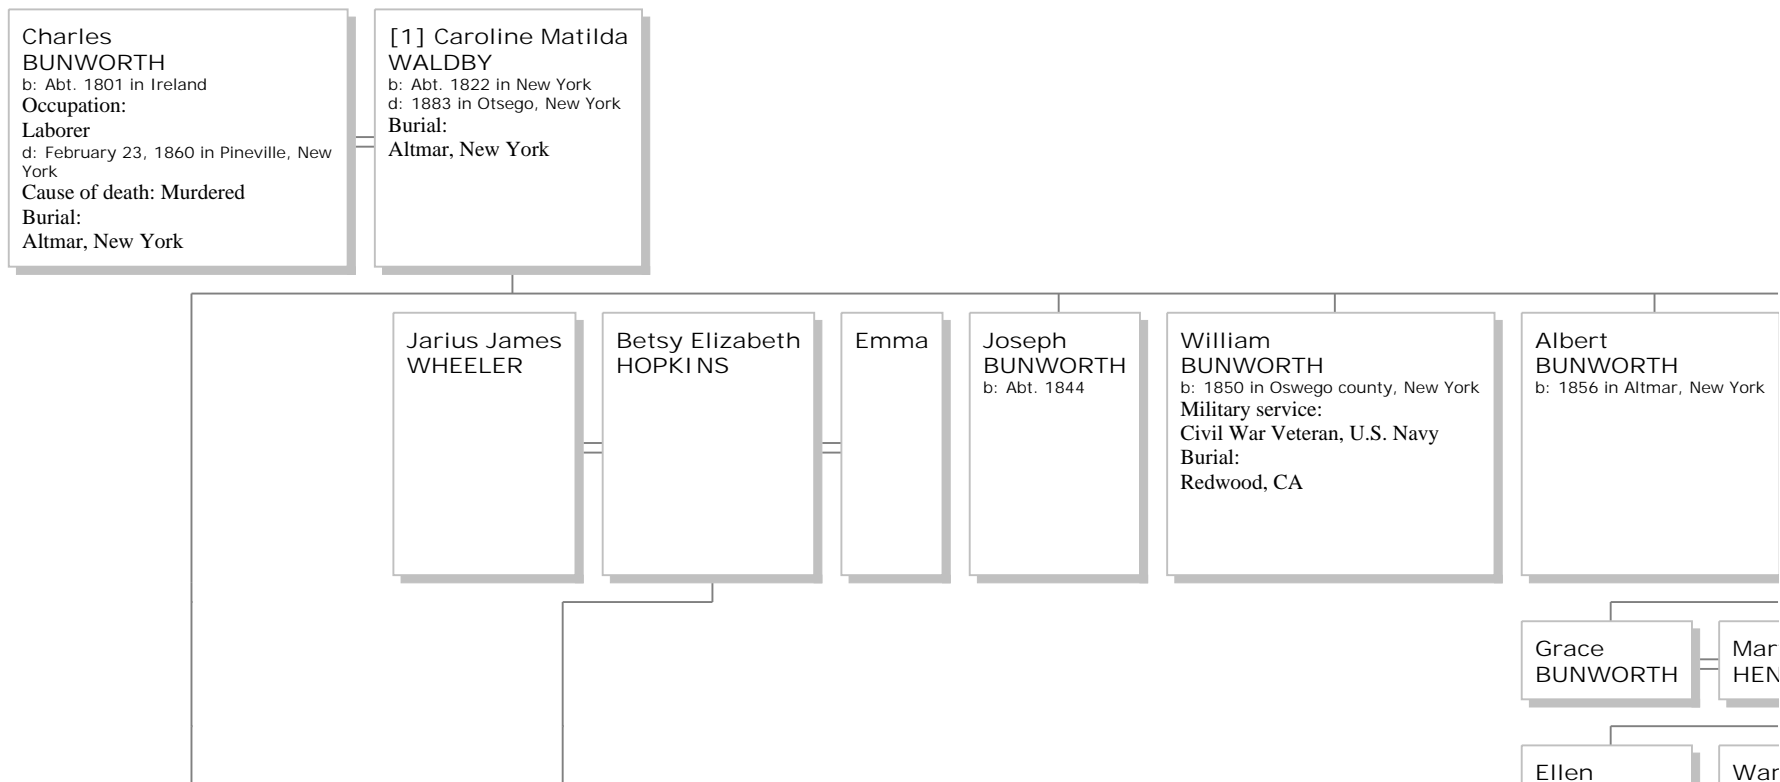 Charles
BUNWORTH
b: Abt. 1801 in Ireland
Occupation:
Laborer
d: February 23, 1860 in Pineville, New
York
Cause of death: Murdered
Burial:
Altmar, New York
[1] Caroline Matilda
WALDBY
b: Abt. 1822 in New York
d: 1883 in Otsego, New York
Burial:
Altmar, New York
Jarius James
WHEELER
Betsy Elizabeth
HOPKINS
Emma
Joseph
BUNWORTH
b: Abt. 1844
William
BUNWORTH
b: 1850 in Oswego county, New York
Military service:
Civil War Veteran, U.S. Navy
Burial:
Redwood, CA
Albert
BUNWORTH
b: 1856 in Altmar, New York
Grace
BUNWORTH
Mar
HEN
Ellen
War